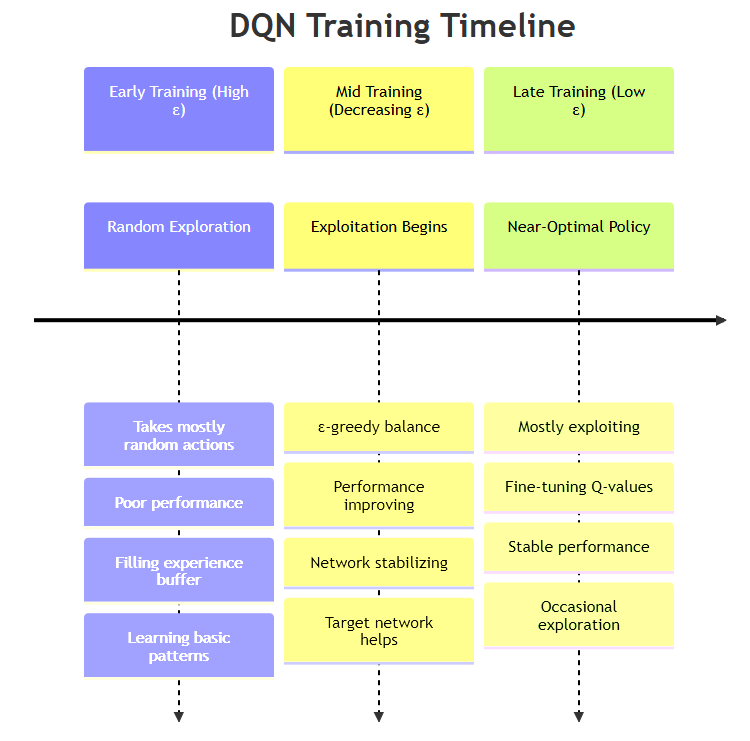 DQN Training Timeline
Early Training (High
ε)
Random Exploration
Takes mostly
random actions
Poor performance
Filling experience
buffer
Learning basic
patterns
Mid Training
(Decreasing ε)
Exploitation Begins
ε-greedy balance
Performance
improving
Network stabilizing
Target network
helps
Late Training (Low
ε)
Near-Optimal Policy
Mostly exploiting
Fine-tuning Q-values
Stable performance
Occasional
exploration